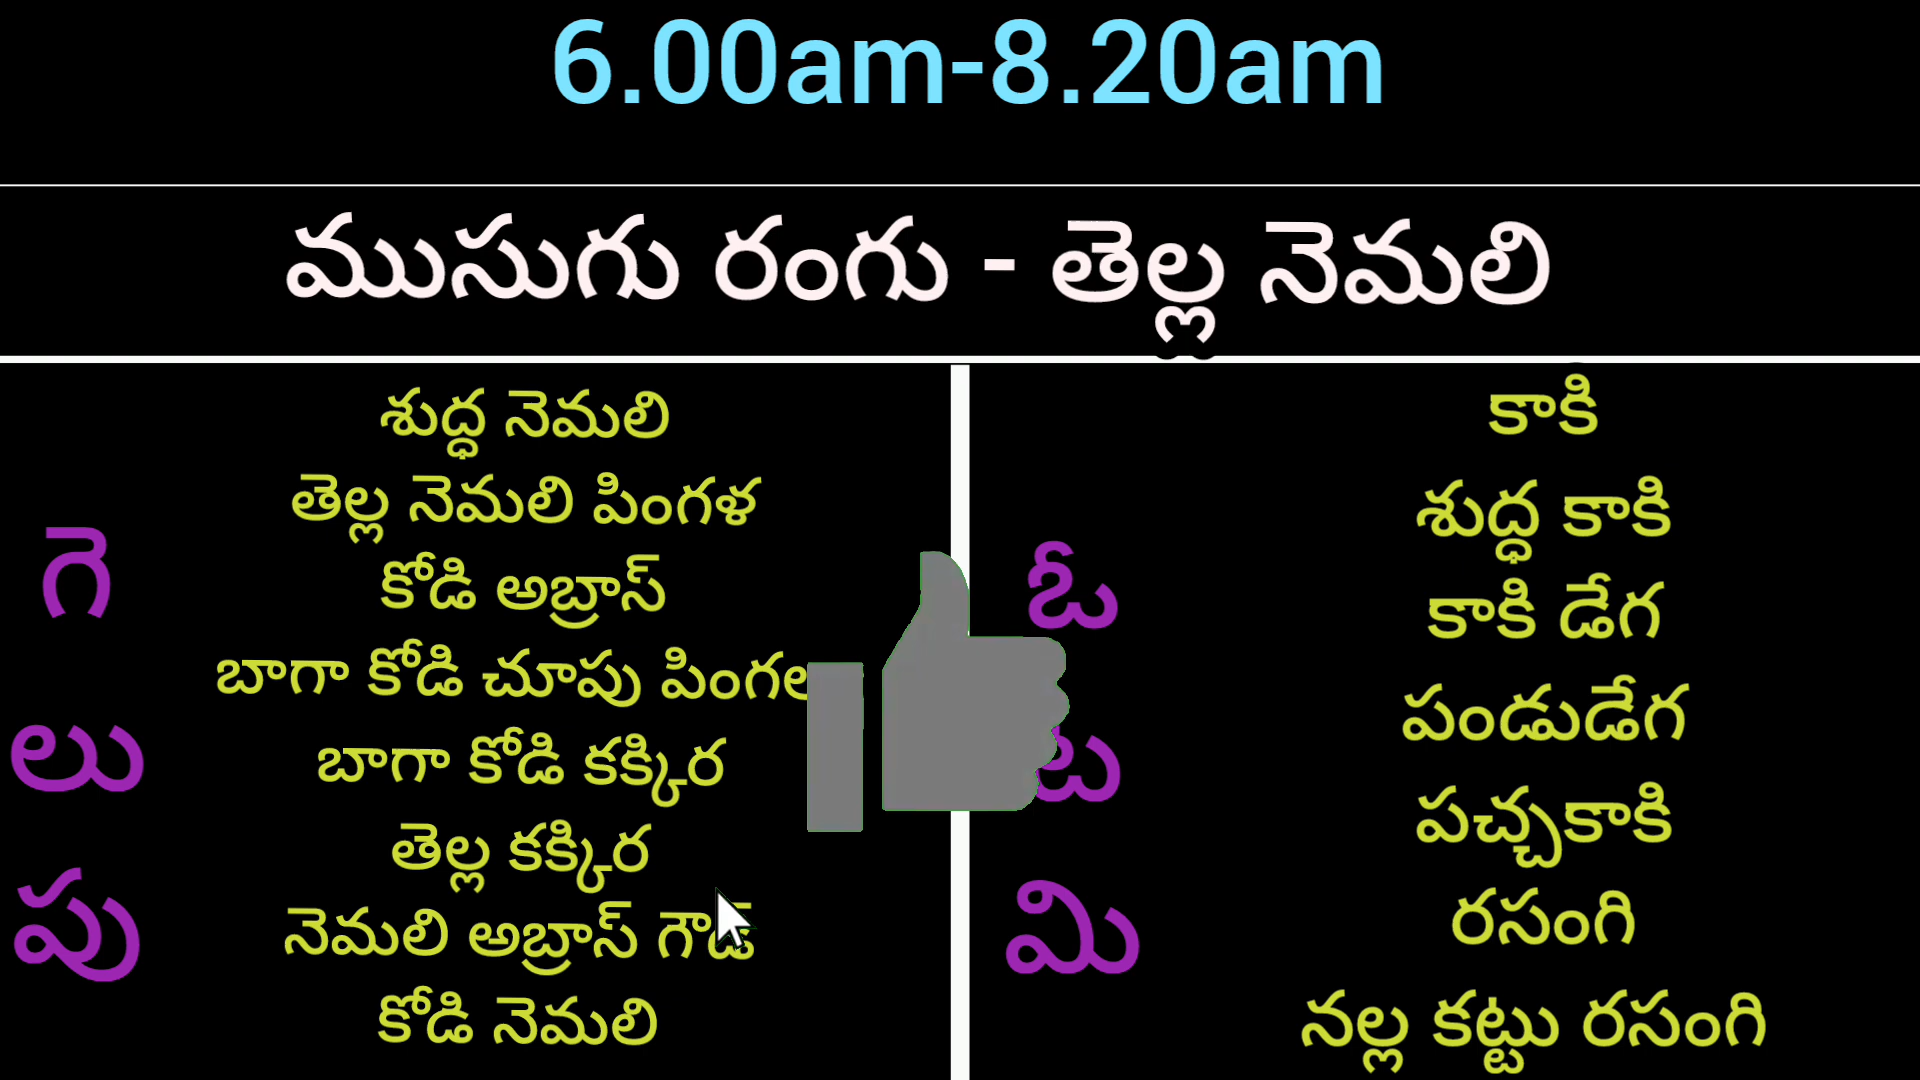 6.00am-8.20am
ముసుగు రంగు - తెల్ల నెమలి
గెలుపు
శుద్ధ నెమలి
తెల్ల నెమలి పింగళ
కోడి అబ్రాస్
బాగా కోడి చూపు
బాగా కోడి కక్కిర
తెల్ల కక్కిర
నెమలి అబ్రాస్ గౌడ్
కోడి నెమలి
ఓటమి
కాకి
శుద్ధ కాకి
కాకి డేగ
పండుడేగ
పచ్చకాకి
రసంగి
నల్ల కట్టు రసంగి